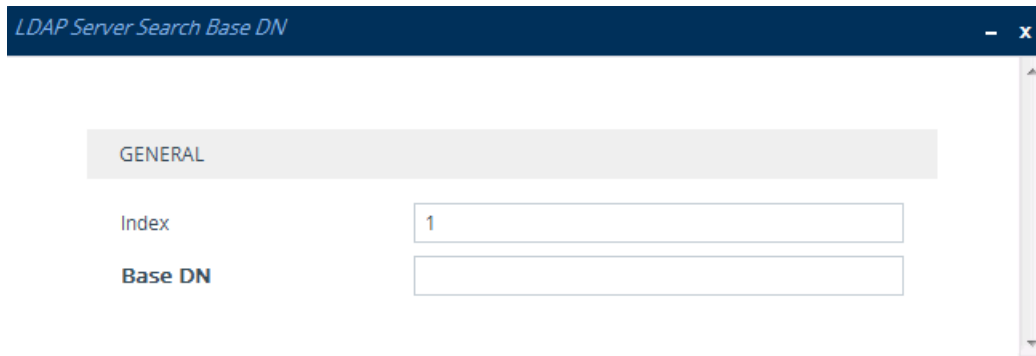 LDAP Server Search Base DN
– x
GENERAL
Index 1
Base DN